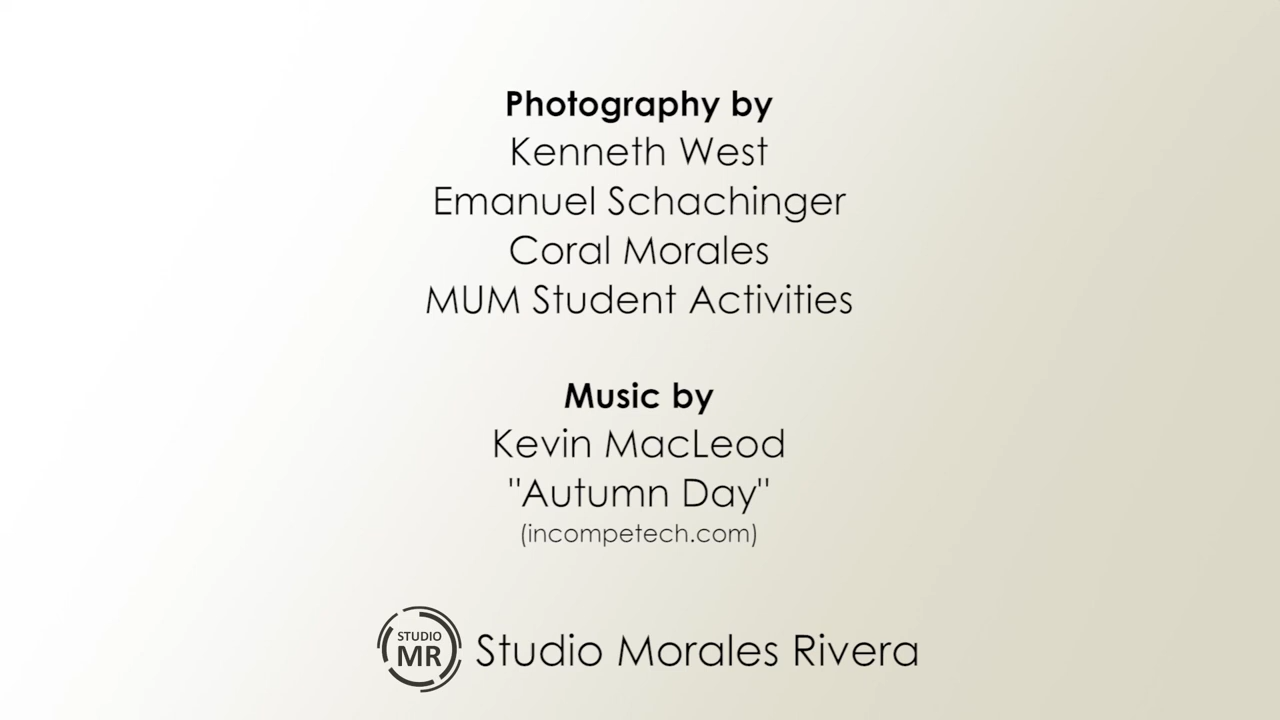 Photography by
Kenneth West
Emanuel Schachinger
Coral Morales
MUM Student Activities
Music by
Kevin MacLeod
"Autumn Day"
(incompetech.com)
STUDIO
MR
Studio Morales Rivera